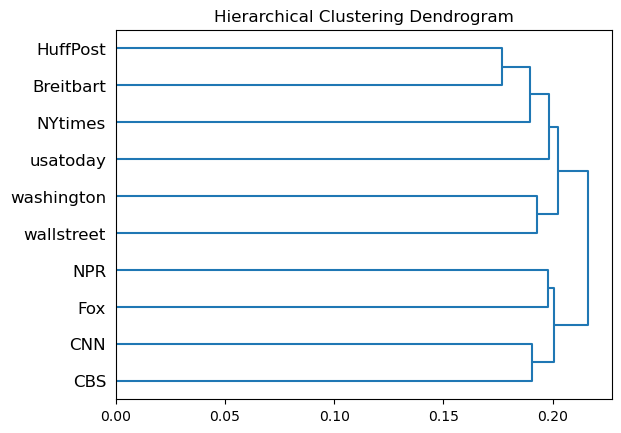 Hierarchical Clustering Dendrogram
HuffPost
Breitbart
NYtimes
usatoday
washington
wallstreet
NPR
Fox
CNN
CBS
0.00 0.05 0.10 0.15 0.20